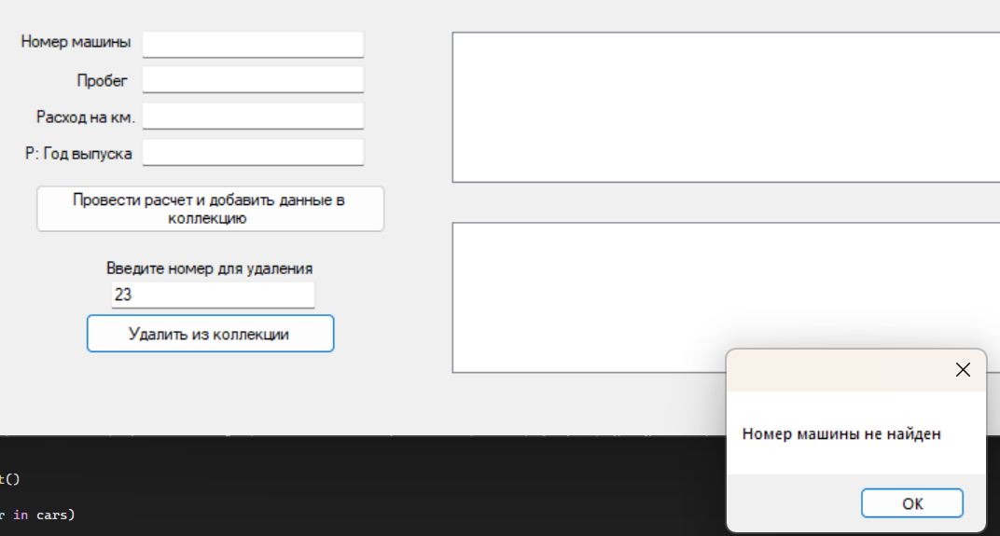 Номер машины
Пробег
Расход на км.
P: Год выпуска
Провести расчет и добавить данные в
коллекцию
Введите номер для удаления
23
Удалить из коллекции
Номер машины не найден
OK
t()
r in cars)